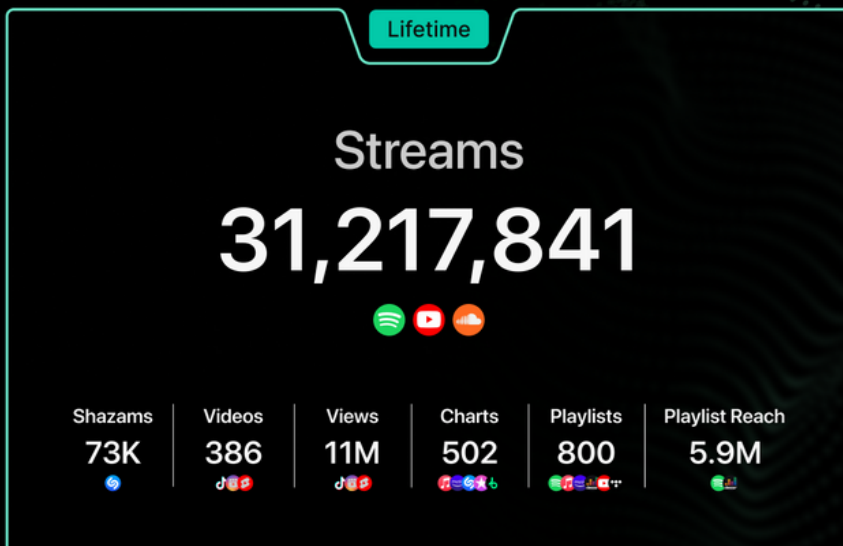 Lifetime
Streams
31,217,841
Shazams Videos Views Charts Playlists Playlist Reach
73K 386 11M 502 800 5.9M